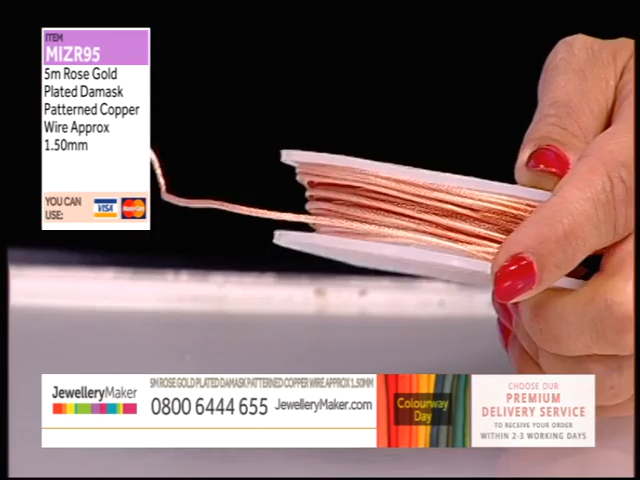 ITEM
MIZR95
5m Rose Gold
Plated Damask
Patterned Copper
Wire Approx
1.50mm
YOU CAN
USE:
VISA
MasterCard
JewelleryMaker
5M ROSE GOLD PLATED DAMASK PATTERNED COPPER WIRE APPROX 1.50MM
0800 6444 655 JewelleryMaker.com
Colourway
Day
CHOOSE OUR
PREMIUM
DELIVERY SERVICE
TO RECEIVE YOUR ORDER
WITHIN 2-3 WORKING DAYS